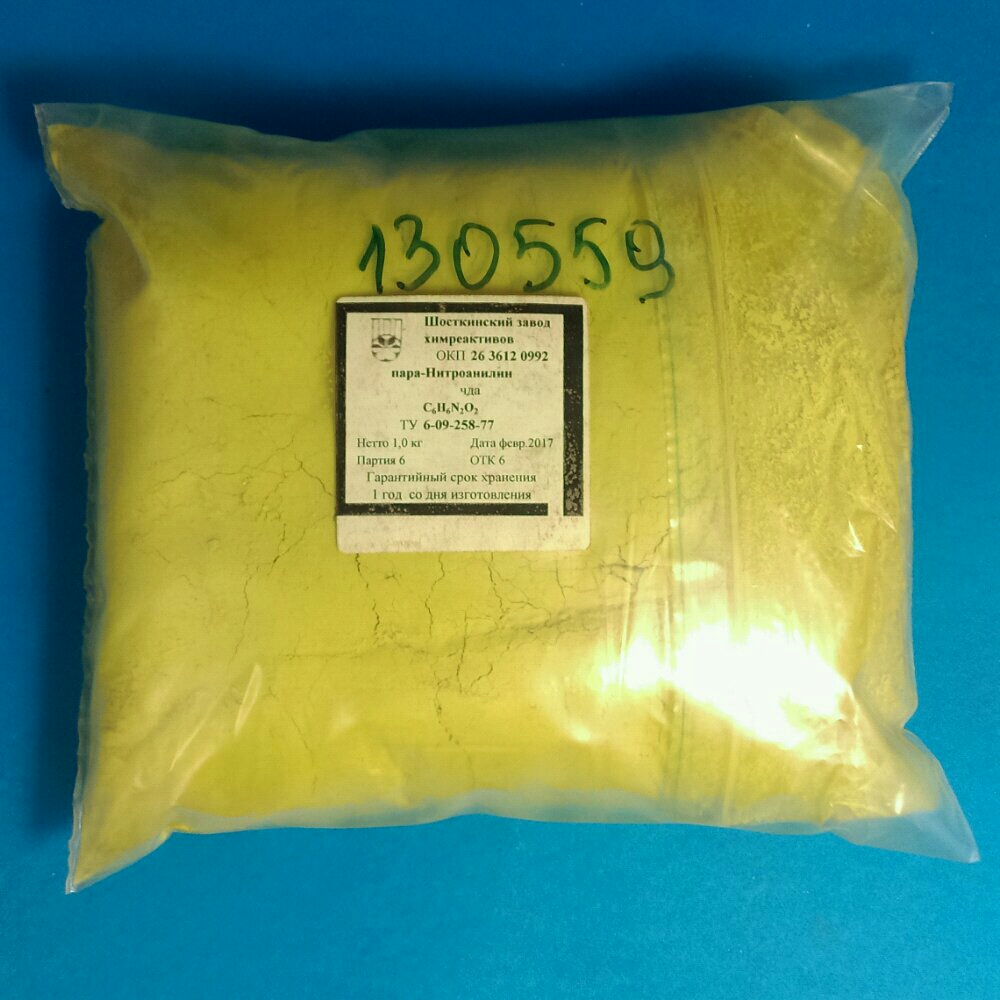 130559
Шосткинский завод
химреактивов
ОКП 26 3612 0992
пара-Нитроанилин
чда
C₆H₆N₂O₂
ТУ 6-09-258-77
Нетто 1,0 кг Дата февр.2017
Партия 6 ОТК 6
Гарантийный срок хранения
1 год со дня изготовления